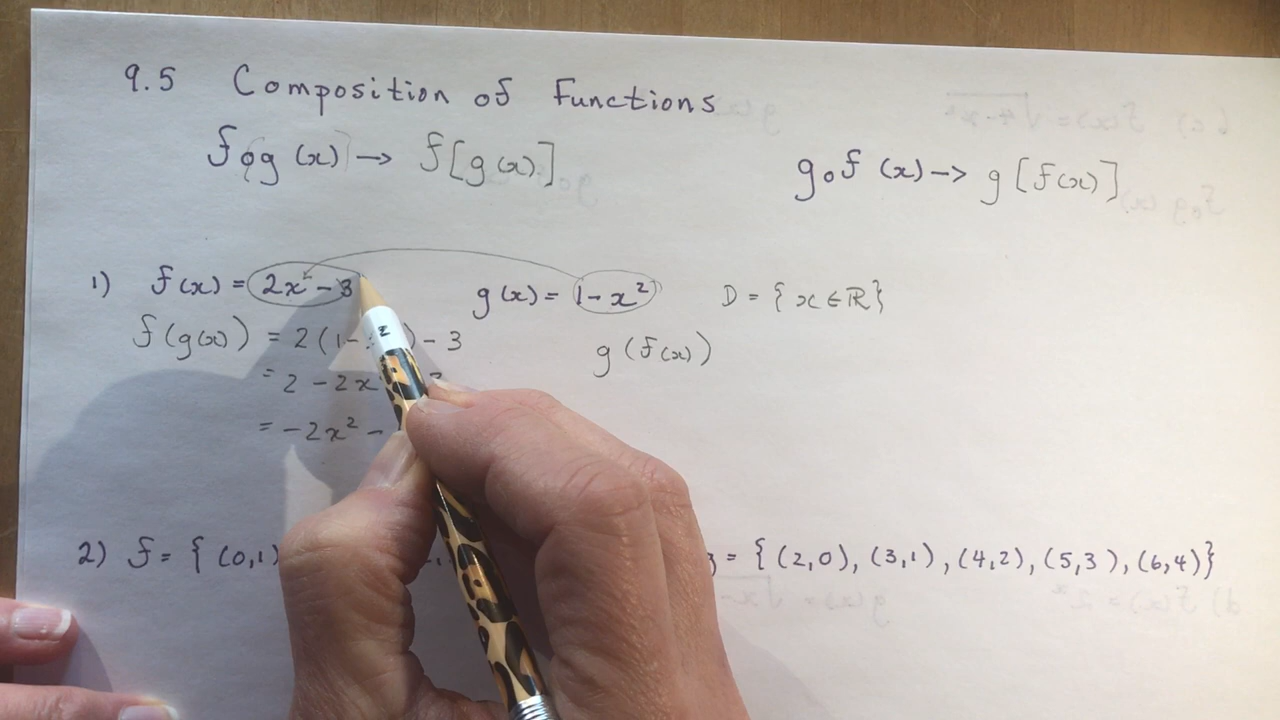 9.5 Composition of Functions
f∘g (x) → f[g(x)]
g∘f (x) → g[f(x)]
1) f(x) = 2x - 3
g(x) = 1-x²
D = { x ∈ ℝ}
f(g(x)) = 2(1- ) - 3
g(f(x))
= 2 - 2x
= -2x² -
2) f = { (0,1)
= { (2,0), (3,1), (4,2), (5,3), (6,4)}